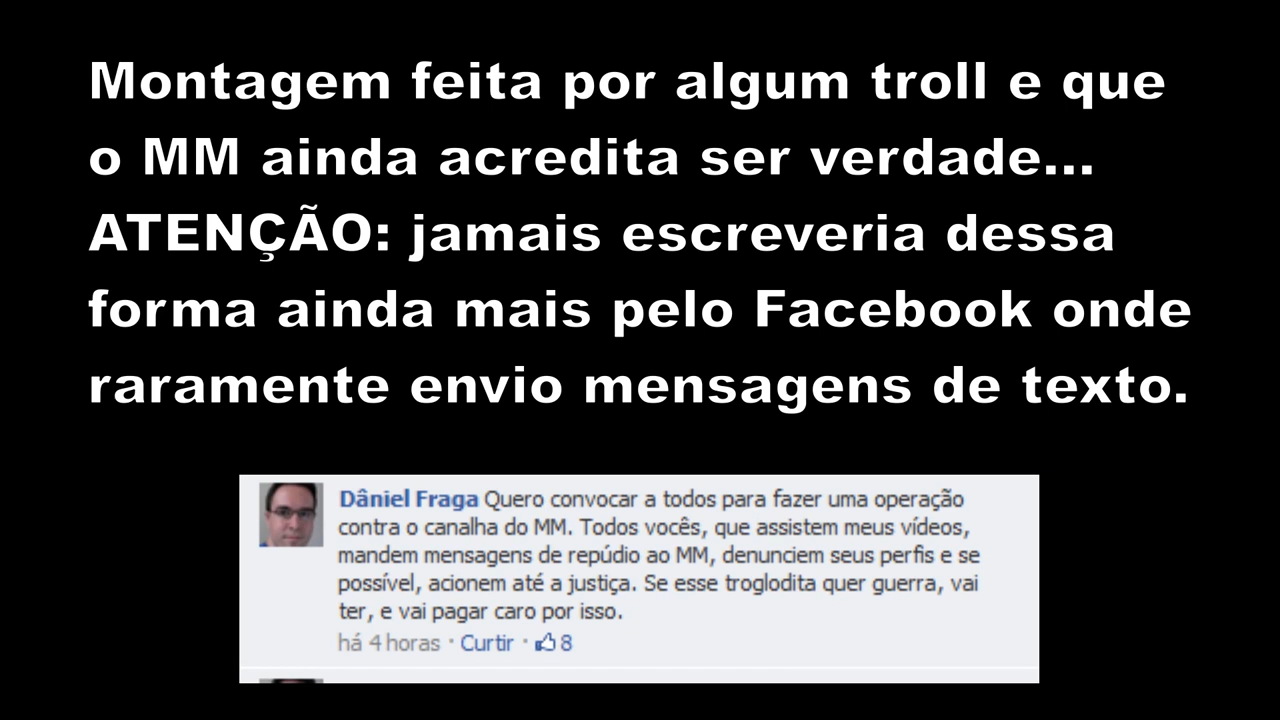 Montagem feita por algum troll e que
o MM ainda acredita ser verdade...
ATENÇÃO: jamais escreveria dessa
forma ainda mais pelo Facebook onde
raramente envio mensagens de texto.
Dâniel Fraga Quero convocar a todos para fazer uma operação
contra o canalha do MM. Todos vocês, que assistem meus vídeos,
mandem mensagens de repúdio ao MM, denunciem seus perfis e se
possível, acionem até a justiça. Se esse troglodita quer guerra, vai
ter, e vai pagar caro por isso.
há 4 horas · Curtir · 8